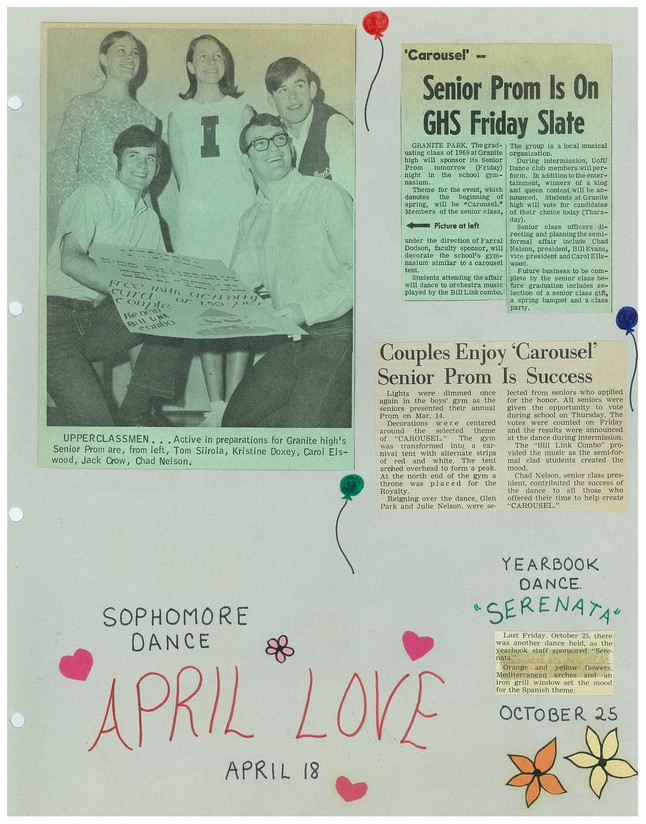 I
UPPERCLASSMEN . . . Active in preparations for Granite high's
Senior Prom are, from left, Tom Siirola, Kristine Doxey, Carol Els-
wood, Jack Crow, Chad Nelson.
'Carousel' —
Senior Prom Is On
GHS Friday Slate
GRANITE PARK. The grad-
uating class of 1969 at Granite
high will sponsor its Senior
Prom tomorrow (Friday)
night in the school gym-
nasium.
Theme for the event, which
denotes the beginning of
spring, will be "Carousel."
Members of the senior class,
Picture at left
under the direction of Farral
Dodson, faculty sponsor, will
decorate the school's gym-
nasium similar to a carousel
tent.
Students attending the affair
will dance to orchestra music
played by the Bill Link combo.
The group is a local musical
organization.
During intermission, UofU
Dance club members will per-
form. In addition to the enter-
tainment, winners of a king
and queen contest will be an-
nounced. Students at Granite
high will vote for candidates
of their choice today (Thurs-
day).
Senior class officers di-
recting and planning the semi-
formal affair include Chad
Nelson, president, Bill Evans,
vice president and Carol Ells-
wood.
Future business to be com-
plete by the senior class be-
fore graduation includes se-
lection of a senior class gift,
a spring banquet and a class
party.
Couples Enjoy 'Carousel'
Senior Prom Is Success
Lights were dimmed once
again in the boys' gym as the
seniors presented their annual
Prom on Mar. 14.
Decorations were centered
around the selected theme
of "CAROUSEL." The gym
was transformed into a car-
nival tent with alternate strips
of red and white. The tent
arched overhead to form a peak.
At the north end of the gym a
throne was placed for the
Royalty.
Reigning over the dance, Glen
Park and Julie Nelson, were se-
lected from seniors who applied
for the honor. All seniors were
given the opportunity to vote
during school on Thursday. The
votes were counted on Friday
and the results were announced
at the dance during intermission.
The "Bill Link Combo" pro-
vided the music as the semi-for-
mal clad students created the
mood.
Chad Nelson, senior class pres-
ident, contributed the success of
the dance to all those who
offered their time to help create
"CAROUSEL."
YEARBOOK
DANCE
"SERENATA"
Last Friday, October 25, there
was another dance held, as the
yearbook staff sponsored "Sere-
nata."
Orange and yellow flowers,
Mediterranean arches and an
iron grill window set the mood
for the Spanish theme.
OCTOBER 25
SOPHOMORE
DANCE
APRIL LOVE
APRIL 18